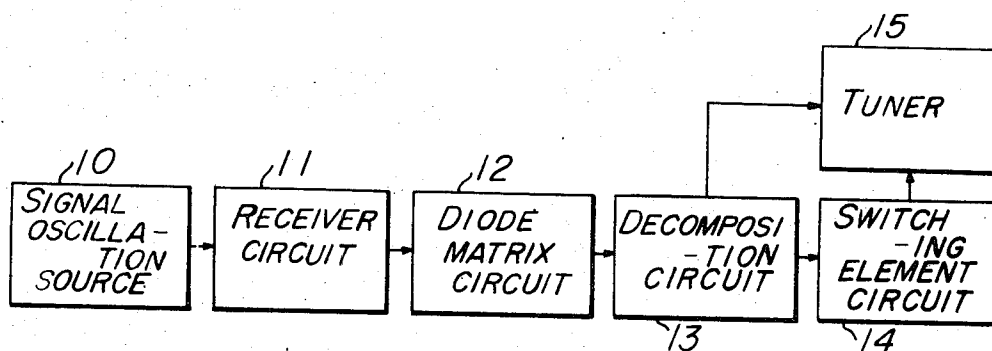 15
TUNER
10
SIGNAL
OSCILLA-
TION
SOURCE
11
RECEIVER
CIRCUIT
12
DIODE
MATRIX
CIRCUIT
DECOMPOSI
-TION
CIRCUIT
13
SWITCH
-ING
ELEMENT
CIRCUIT
14